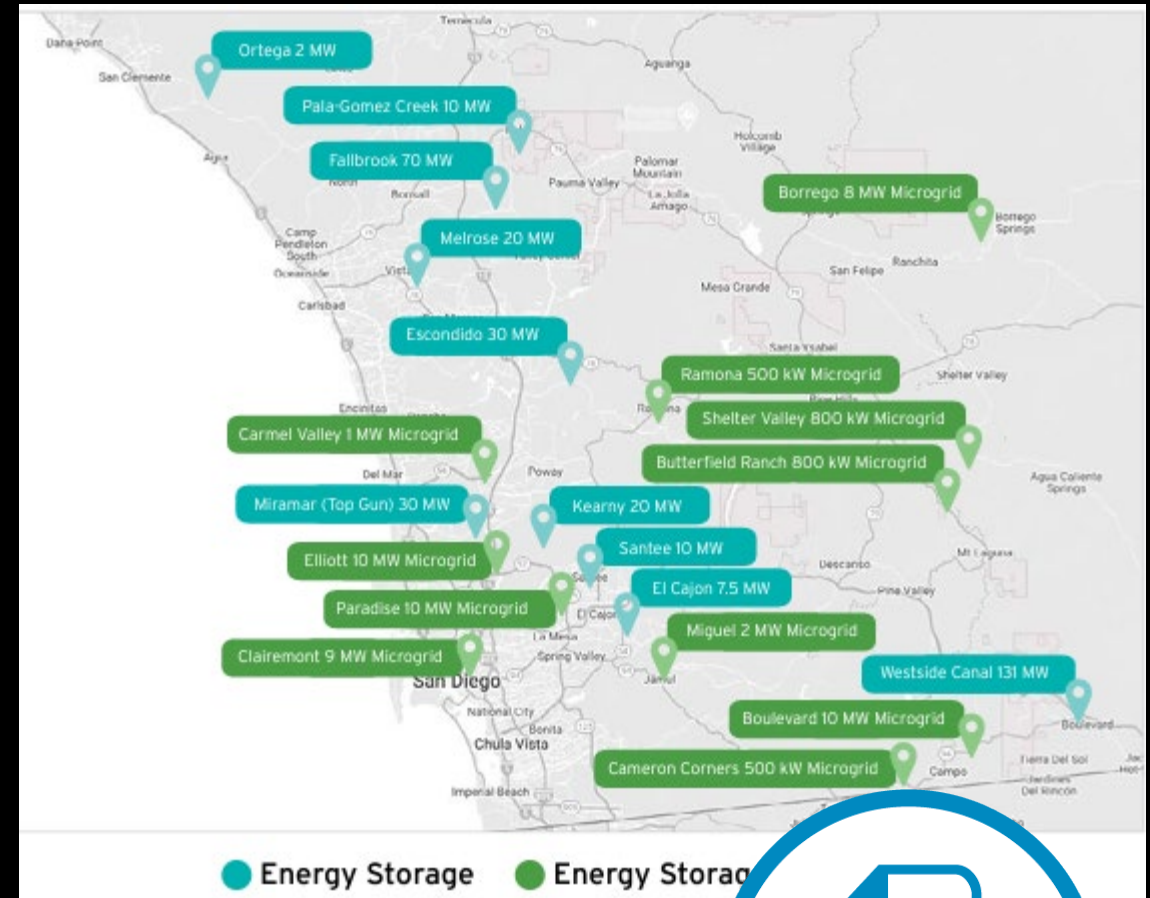 Temecula
Dana Point
Ortega 2 MW
Aguanga
San Clemente
Pala-Gomez Creek 10 MW
Holcomb
Village
Fallbrook 70 MW
Palomar
Mountain
Pauma Valley
La Jolla
Amago
Bonsall
Borrego 8 MW Microgrid
Borrego
Springs
Camp
Pendleton
South
Melrose 20 MW
Oceanside
Vista
Ranchita
San Felipe
Mesa Grande
Carlsbad
Escondido 30 MW
Santa Ysabel
Ramona 500 kW Microgrid
Shelter Valley
Encinitas
Shelter Valley 800 kW Microgrid
Carmel Valley 1 MW Microgrid
Butterfield Ranch 800 kW Microgrid
Del Mar
Poway
Agua Caliente
Springs
Miramar (Top Gun) 30 MW
Kearny 20 MW
Santee 10 MW
Elliott 10 MW Microgrid
Mt Laguna
Descanso
El Cajon 7.5 MW
Pine Valley
Paradise 10 MW Microgrid
El Cajon
La Mesa
Miguel 2 MW Microgrid
Clairemont 9 MW Microgrid
Spring Valley
Jamul
San Diego
Westside Canal 131 MW
National City
Boulevard 10 MW Microgrid
Boulevard
Bonita
Chula Vista
Cameron Corners 500 kW Microgrid
Campo
Tierra Del Sol
Jardines
Del Rincón
Imperial Beach
Energy Storage
Energy Storag